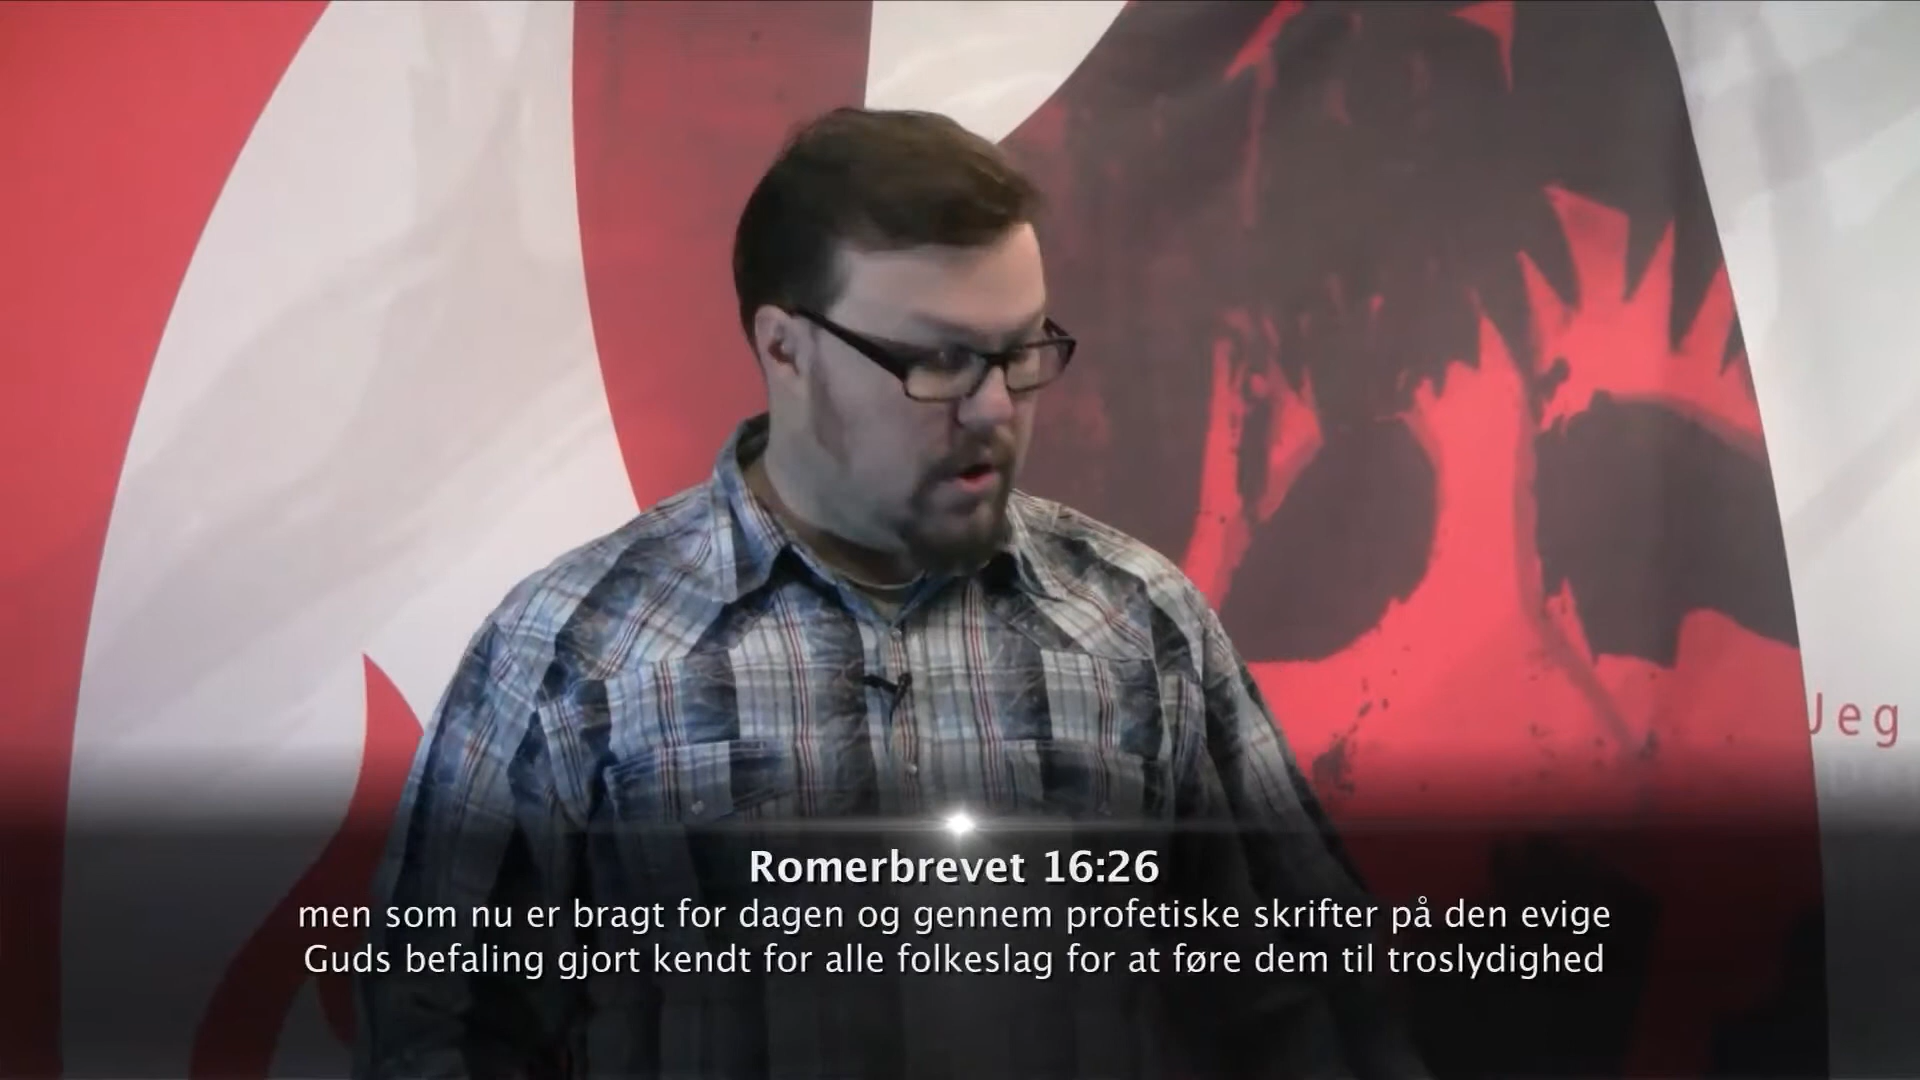 Jeg
Romerbrevet 16:26
men som nu er bragt for dagen og gennem profetiske skrifter på den evige
Guds befaling gjort kendt for alle folkeslag for at føre dem til troslydighed